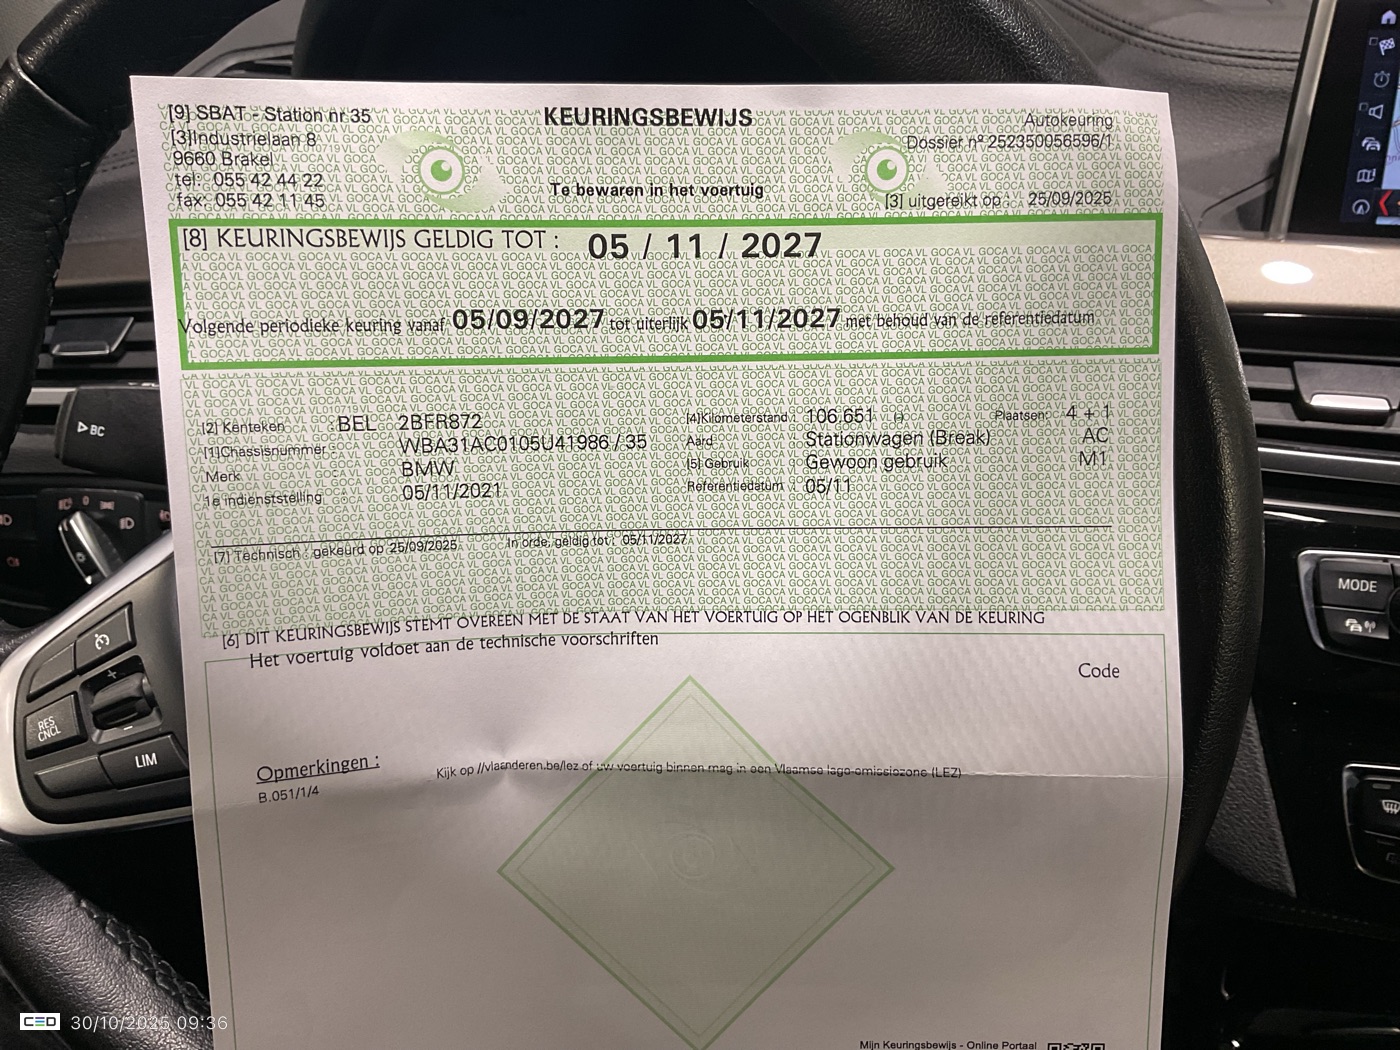 [9] SBAT - Station nr 35
[3]Industrielaan 8
9660 Brakel
tel: 055 42 44 22
fax: 055 42 11 45
KEURINGSBEWIJS
Te bewaren in het voertuig
Autokeuring
Dossier nº 252350056596/1
[3] uitgereikt op : 25/09/2025
[8] KEURINGSBEWIJS GELDIG TOT : 05 / 11 / 2027
Volgende periodieke keuring vanaf 05/09/2027 tot uiterlijk 05/11/2027 met behoud van de referentiedatum
[2] Kenteken : BEL 2BFR872
[1]Chassisnummer : WBA31AC0105U41986 / 35
Merk : BMW
1e indienststelling : 05/11/2021
[4]Kilometerstand : 106.651 (-) Plaatsen: 4 + 1
Aard : Stationwagen (Break) AC
[5] Gebruik : Gewoon gebruik M1
Referentiedatum : 05/11
[7] Technisch : gekeurd op 25/09/2025 In orde, geldig tot : 05/11/2027
[6] DIT KEURINGSBEWIJS STEMT OVEREEN MET DE STAAT VAN HET VOERTUIG OP HET OGENBLIK VAN DE KEURING
Het voertuig voldoet aan de technische voorschriften
Code
Opmerkingen :
Kijk op //vlaanderen.be/lez of uw voertuig binnen mag in een Vlaamse lage-emissiezone (LEZ)
B.051/1/4
Mijn Keuringsbewijs - Online Portaal
BC
RES
CNCL
LIM
MODE
CED 30/10/2025 09:36